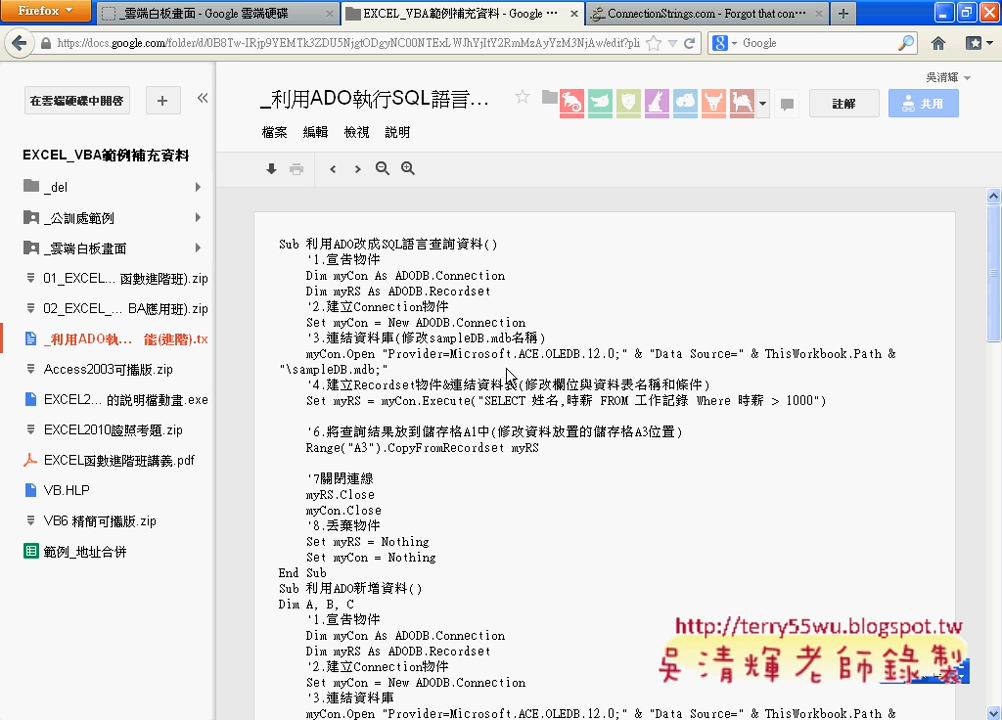 Firefox
_雲端白板畫面 - Google 雲端硬碟
EXCEL_VBA範例補充資料 - Google ...
ConnectionStrings.com - Forgot that con...
https://docs.google.com/folder/d/0B8Tw-IRjp9YEMTk3ZDU5NjgtODgyNC00NTExLWJhYjItY2RmMzAyYzM3NjAw/edit?pli
Google
吳清輝
在雲端硬碟中開啓
_利用ADO執行SQL語言...
註解
共用
檔案 編輯 檢視 說明
EXCEL_VBA範例補充資料
_del
_公訓處範例
_雲端白板畫面
01_EXCEL... 函數進階班).zip
02_EXCEL_... BA應用班).zip
_利用ADO執... 能(進階).tx
Access2003可攜版.zip
EXCEL2... 的說明檔動畫.exe
EXCEL2010證照考題.zip
EXCEL函數進階班講義.pdf
VB.HLP
VB6 精簡可攜版.zip
範例_地址合併
Sub 利用ADO改成SQL語言查詢資料()
'1.宣告物件
Dim myCon As ADODB.Connection
Dim myRS As ADODB.Recordset
'2.建立Connection物件
Set myCon = New ADODB.Connection
'3.連結資料庫(修改sampleDB.mdb名稱)
myCon.Open "Provider=Microsoft.ACE.OLEDB.12.0;" & "Data Source=" & ThisWorkbook.Path &
"\sampleDB.mdb;"
'4.建立Recordset物件&連結資料表(修改欄位與資料表名稱和條件)
Set myRS = myCon.Execute("SELECT 姓名,時薪 FROM 工作記錄 Where 時薪 > 1000")
'6.將查詢結果放到儲存格A1中(修改資料放置的儲存格A3位置)
Range("A3").CopyFromRecordset myRS
'7關閉連線
myRS.Close
myCon.Close
'8.丟棄物件
Set myRS = Nothing
Set myCon = Nothing
End Sub
Sub 利用ADO新增資料()
Dim A, B, C
'1.宣告物件
Dim myCon As ADODB.Connection
Dim myRS As ADODB.Recordset
'2.建立Connection物件
Set myCon = New ADODB.Connection
'3.連結資料庫
myCon.Open "Provider=Microsoft.ACE.OLEDB.12.0;" & "Data Source=" & ThisWorkbook.Path &
http://terry55wu.blogspot.tw
吳清輝老師錄製